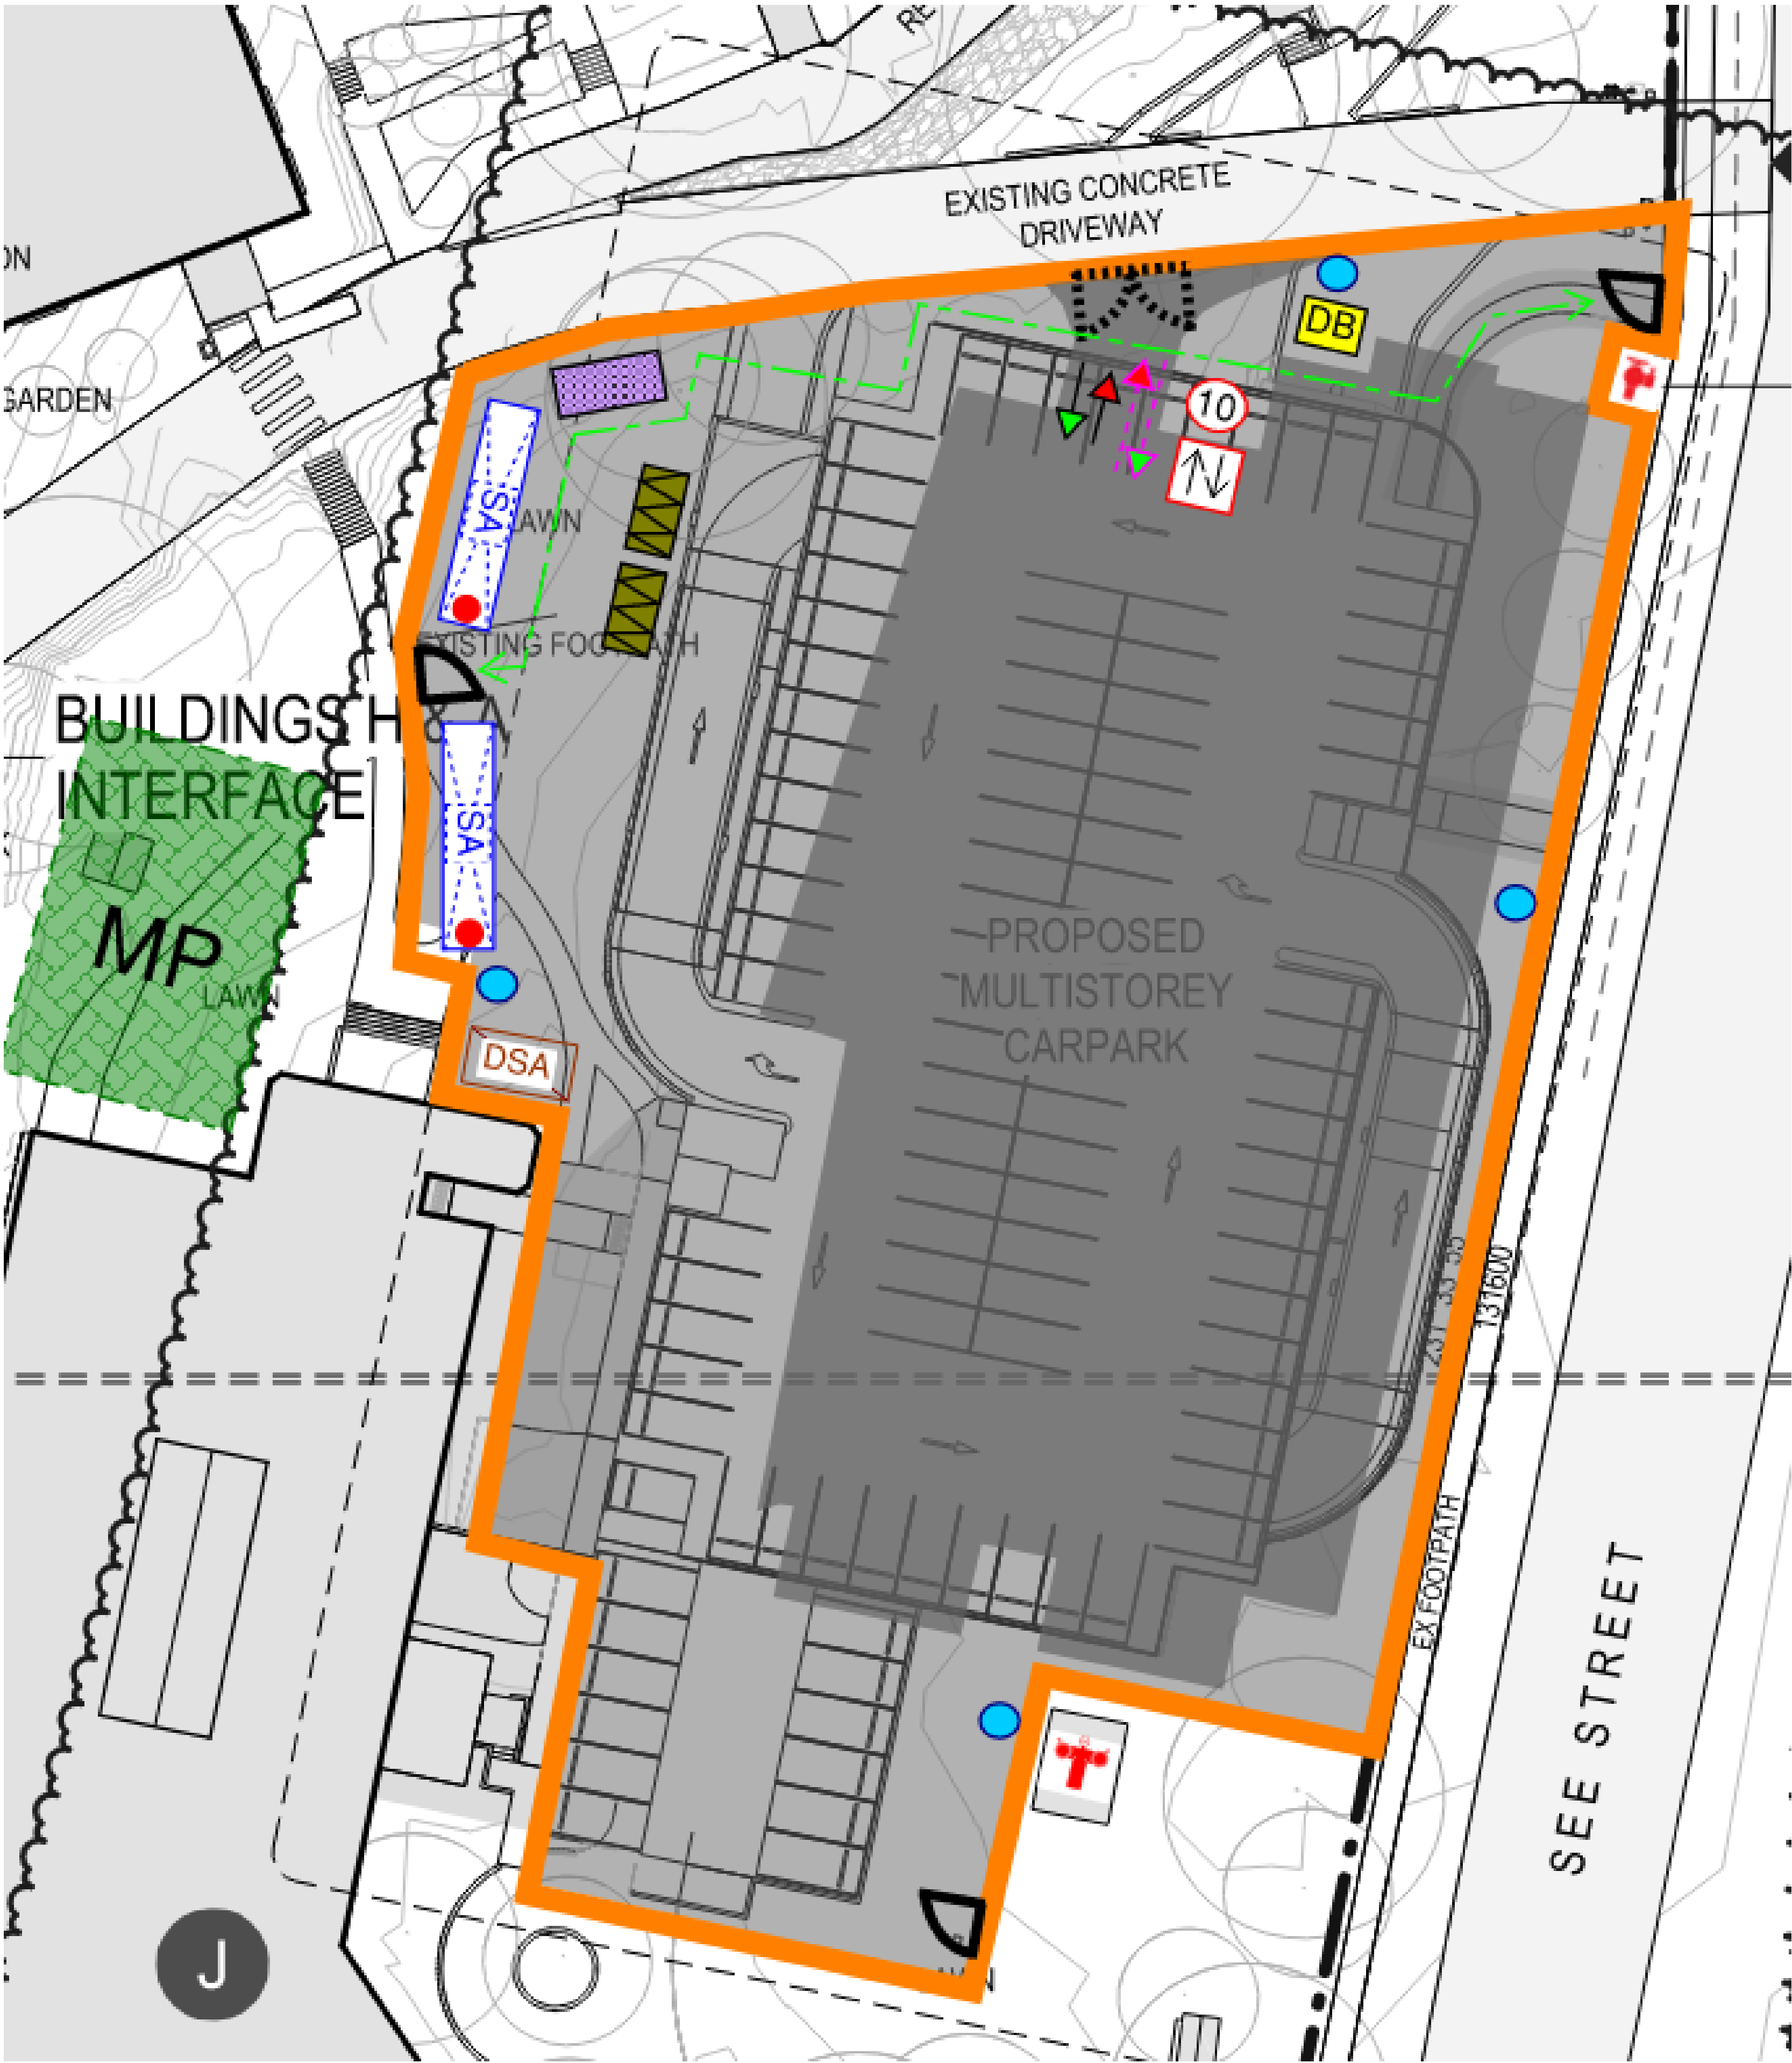 RE
EXISTING CONCRETE
DRIVEWAY
ON
GARDEN
DB
10
SA
LAWN
EXISTING FOOTPATH
BUILDINGS H & N
INTERFACE
SA
MP
LAWN
PROPOSED
MULTISTOREY
CARPARK
DSA
131600
EX FOOTPATH
SEE STREET
J